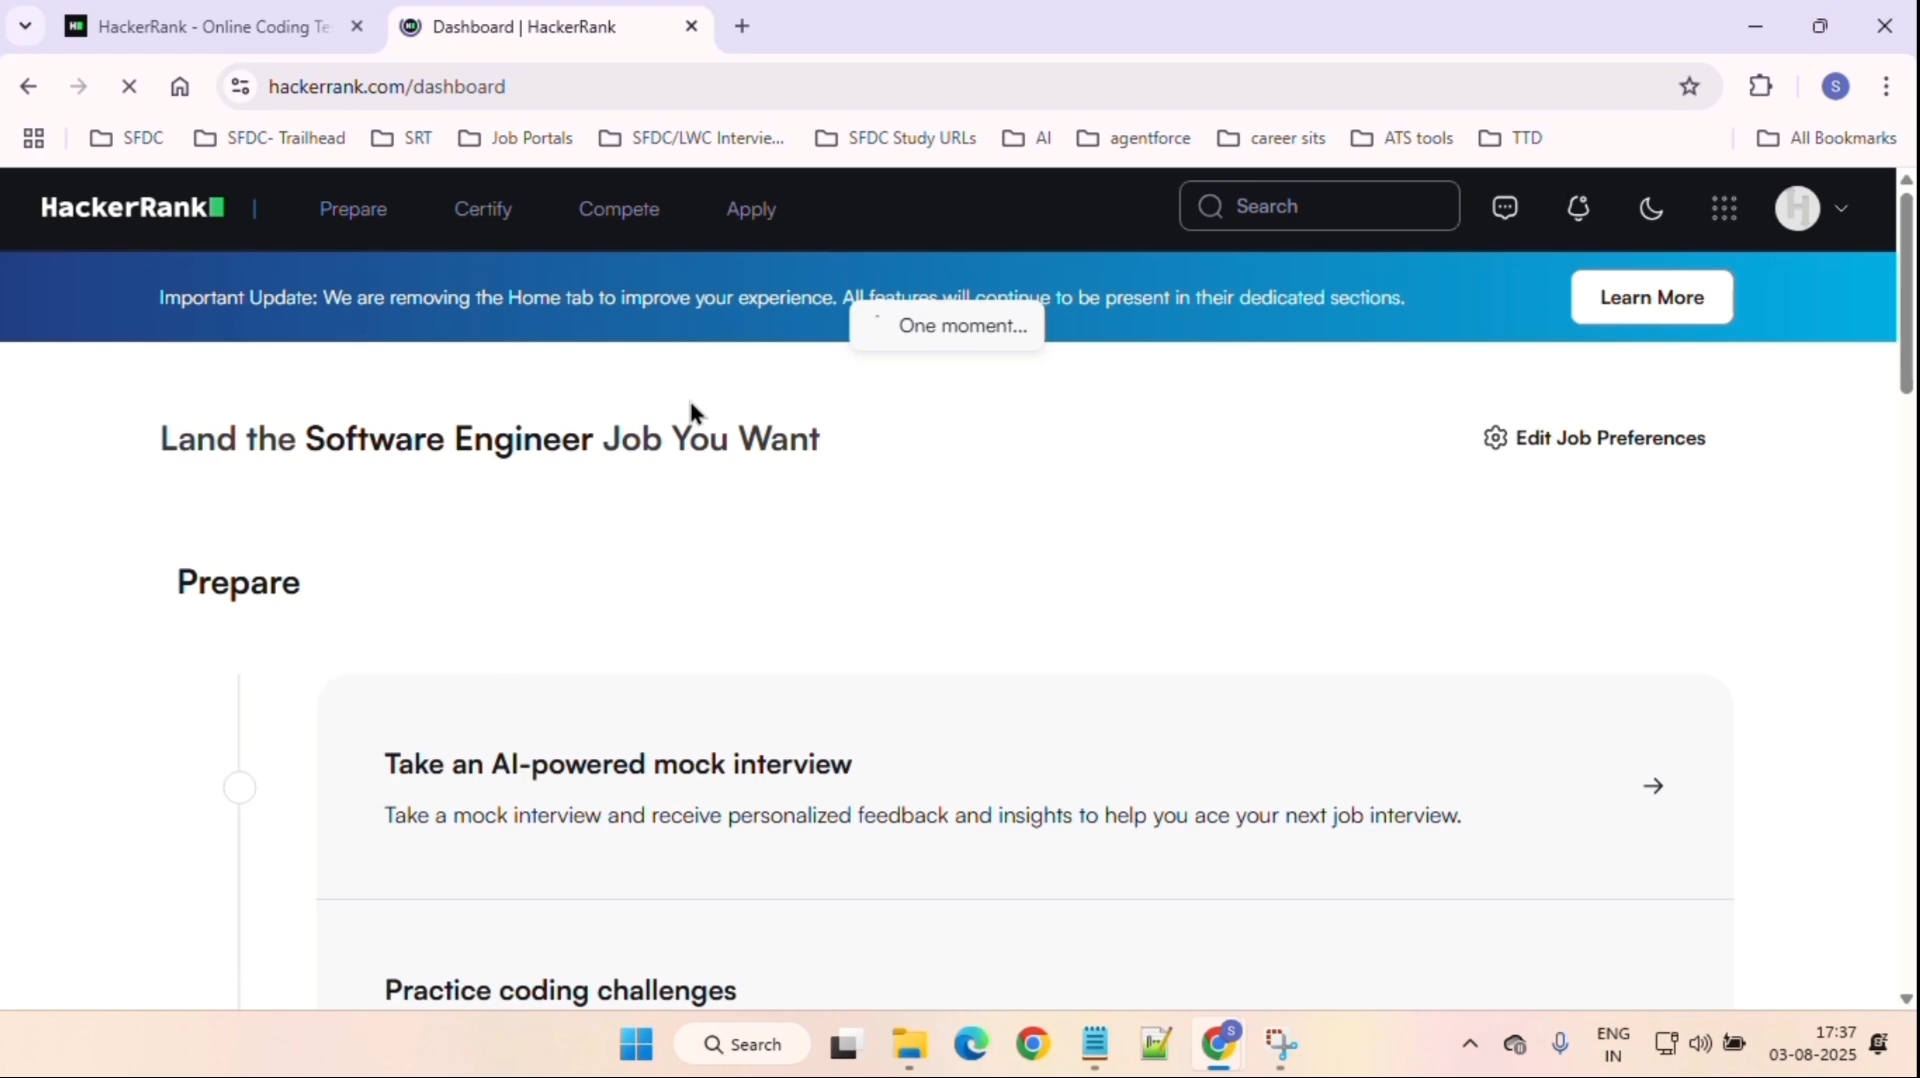 HackerRank - Online Coding Te
Dashboard | HackerRank
hackerrank.com/dashboard
S
SFDC
SFDC- Trailhead
SRT
Job Portals
SFDC/LWC Intervie...
SFDC Study URLs
AI
agentforce
career sits
ATS tools
TTD
All Bookmarks
HackerRank
Prepare
Certify
Compete
Apply
Search
H
Important Update: We are removing the Home tab to improve your experience. All features will continue to be present in their dedicated sections.
Learn More
One moment...
Land the Software Engineer Job You Want
Edit Job Preferences
Prepare
Take an AI-powered mock interview
Take a mock interview and receive personalized feedback and insights to help you ace your next job interview.
Practice coding challenges
Search
S
ENG
IN
17:37
03-08-2025